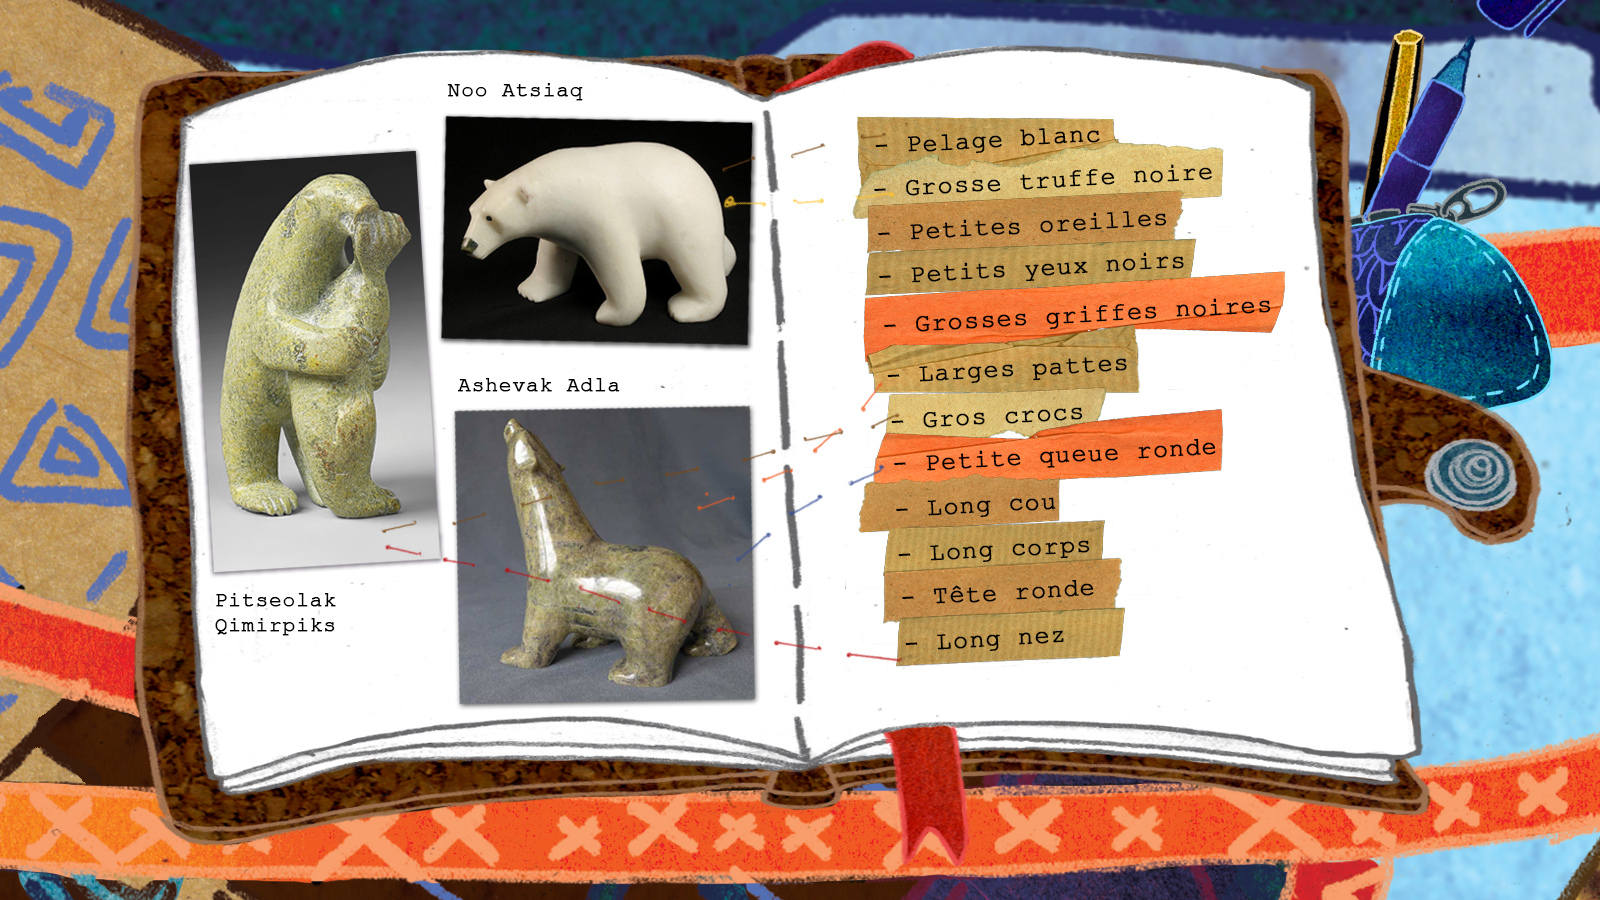 Noo Atsiaq
Ashevak Adla
Pitseolak
Qimirpiks
- Pelage blanc
- Grosse truffe noire
- Petites oreilles
- Petits yeux noirs
- Grosses griffes noires
- Larges pattes
- Gros crocs
- Petite queue ronde
- Long cou
- Long corps
- Tête ronde
- Long nez